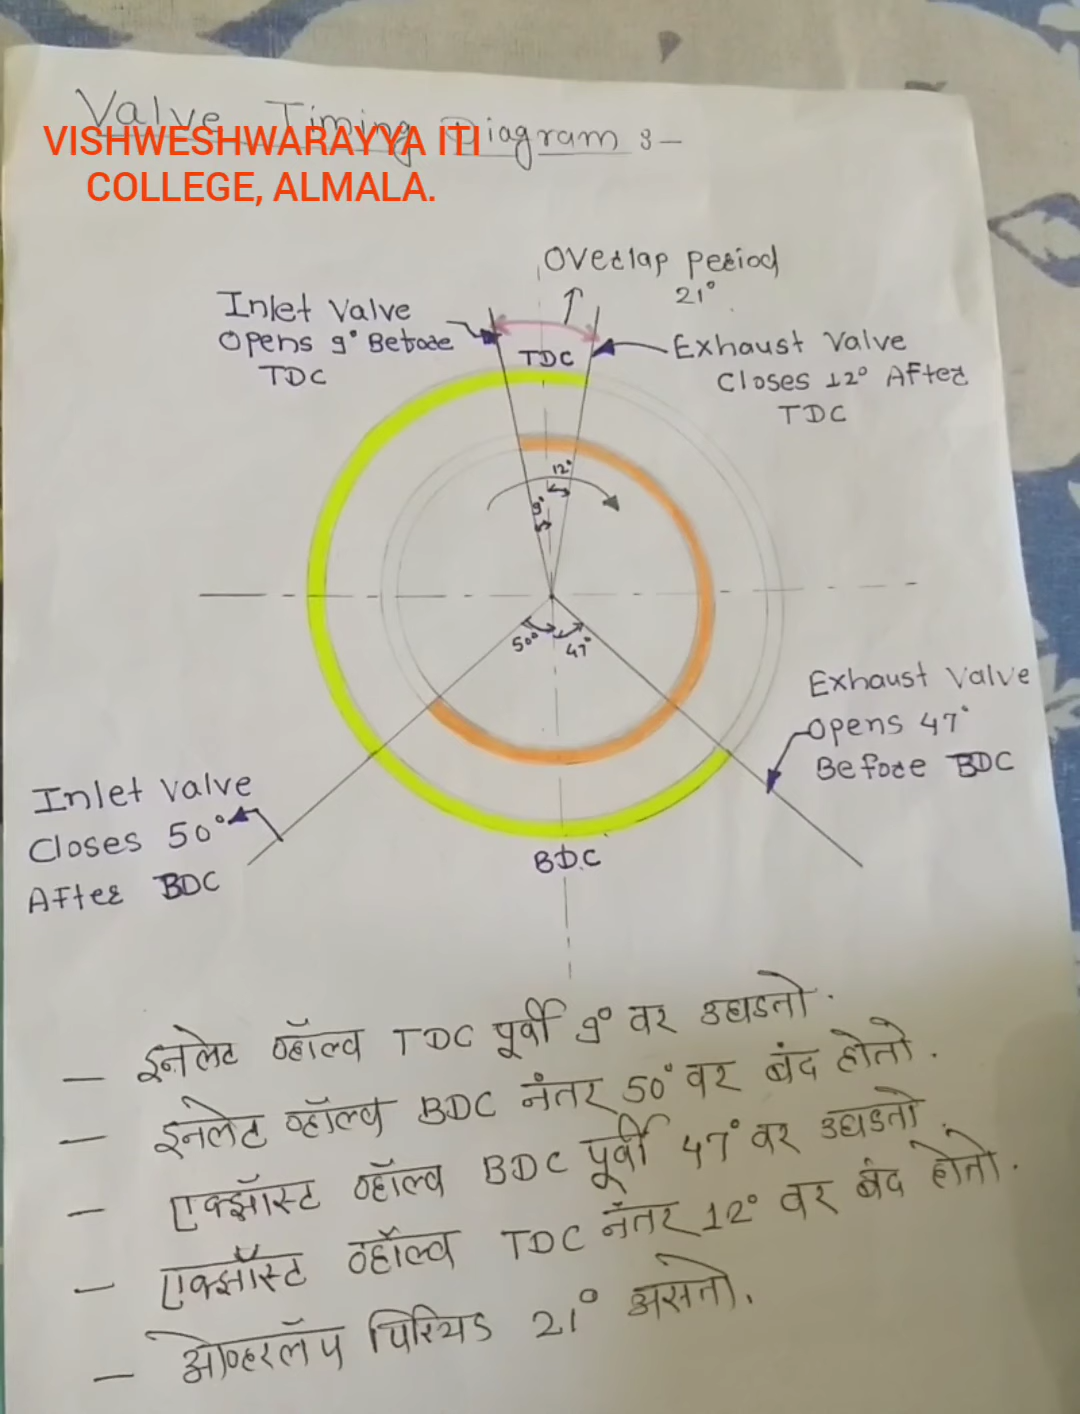 Valve Timing Diagram :-
VISHWESHWARAYYA ITI
COLLEGE, ALMALA.
Overlap Period
21°
Inlet Valve
Opens 9° Before
TDC
TDC
Exhaust Valve
Closes 12° After
TDC
12°
9°
50°
47°
Exhaust Valve
Opens 47°
Before BDC
Inlet Valve
Closes 50°
After BDC
BDC
— इनलेट व्हॉल्व TDC पूर्वी 9° वर उघडतो.
— इनलेट व्हॉल्व BDC नंतर 50° वर बंद होतो.
— एक्झॉस्ट व्हॉल्व BDC पूर्वी 47° वर उघडतो.
— एक्झॉस्ट व्हॉल्व TDC नंतर 12° वर बंद होतो.
— ओव्हरलॅप पिरियड 21° असतो.